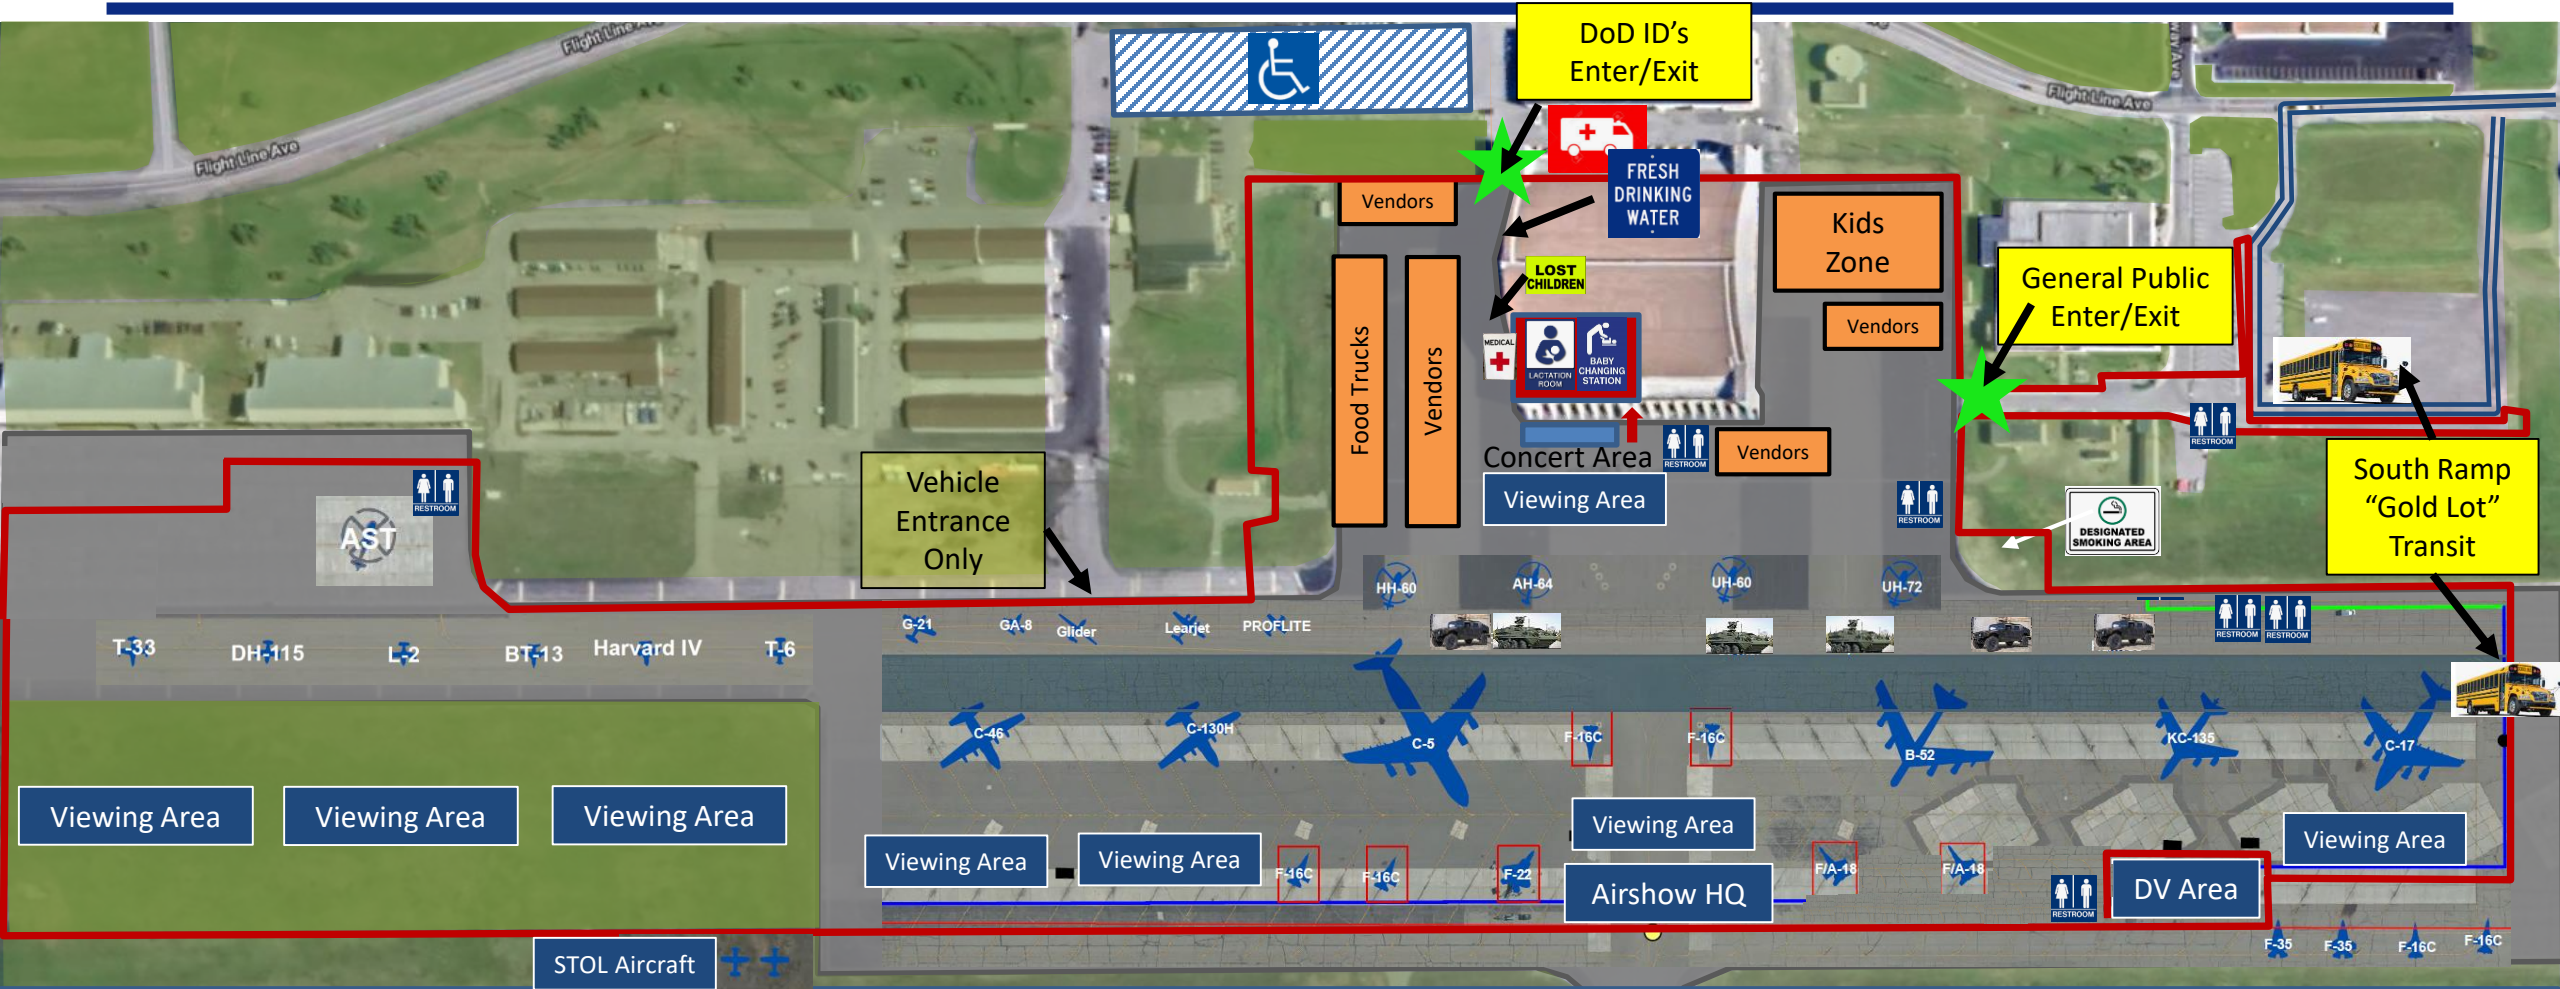 DoD ID's
Enter/Exit
Flight Line Ave
Flight Line Ave
Flight Line Ave
FRESH
DRINKING
WATER
Vendors
Kids
Zone
LOST
CHILDREN
General Public
Enter/Exit
Vendors
Food Trucks
Vendors
MEDICAL
LACTATION
ROOM
BABY
CHANGING
STATION
RESTROOM
Concert Area
RESTROOM
Vendors
Viewing Area
South Ramp
“Gold Lot”
Transit
Vehicle
Entrance
Only
RESTROOM
RESTROOM
DESIGNATED
SMOKING AREA
AST
HH-60
AH-64
UH-60
UH-72
RESTROOM
RESTROOM
G-21
GA-8
Glider
Learjet
PROFLITE
T-33
DH-115
L-2
BT-13
Harvard IV
T-6
C-46
C-130H
C-5
F-16C
F-16C
B-52
KC-135
C-17
Viewing Area
Viewing Area
Viewing Area
Viewing Area
Viewing Area
Viewing Area
Viewing Area
F-16C
F-16C
F-22
Airshow HQ
F/A-18
F/A-18
RESTROOM
DV Area
STOL Aircraft
F-35
F-35
F-16C
F-16C